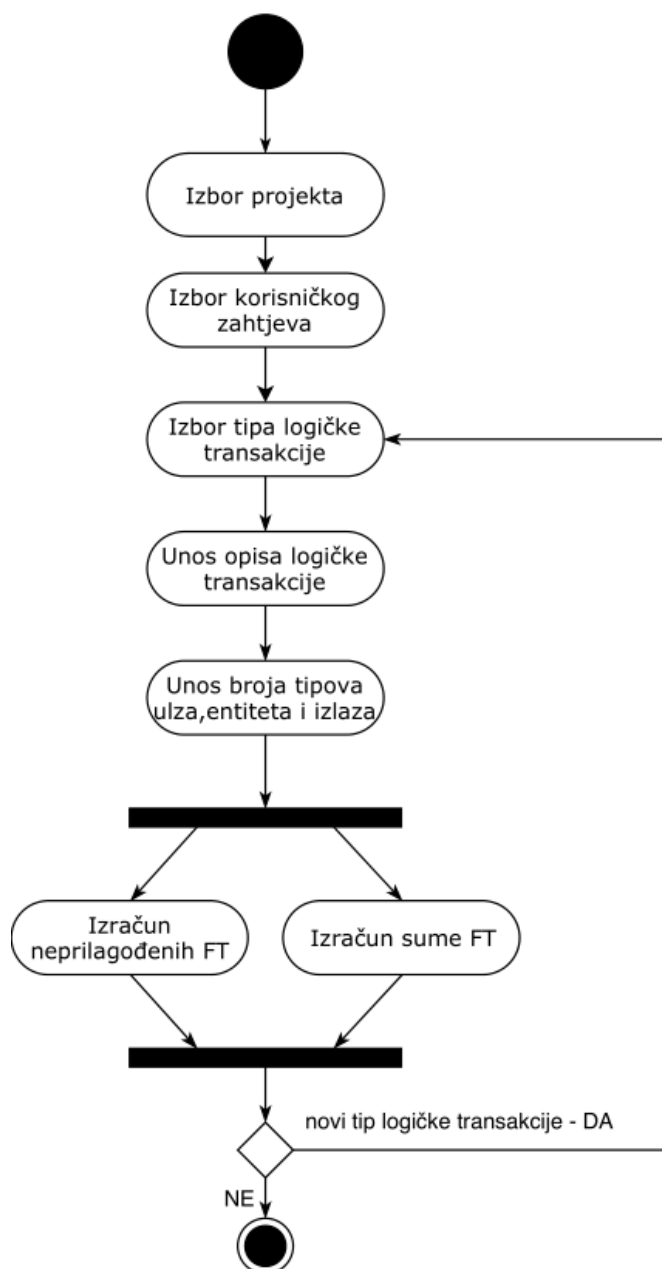 Izbor projekta
Izbor korisničkog
zahtjeva
Izbor tipa logičke
transakcije
Unos opisa logičke
transakcije
Unos broja tipova
ulza,entiteta i izlaza
Izračun
neprilagođenih FT
Izračun sume FT
novi tip logičke transakcije - DA
NE